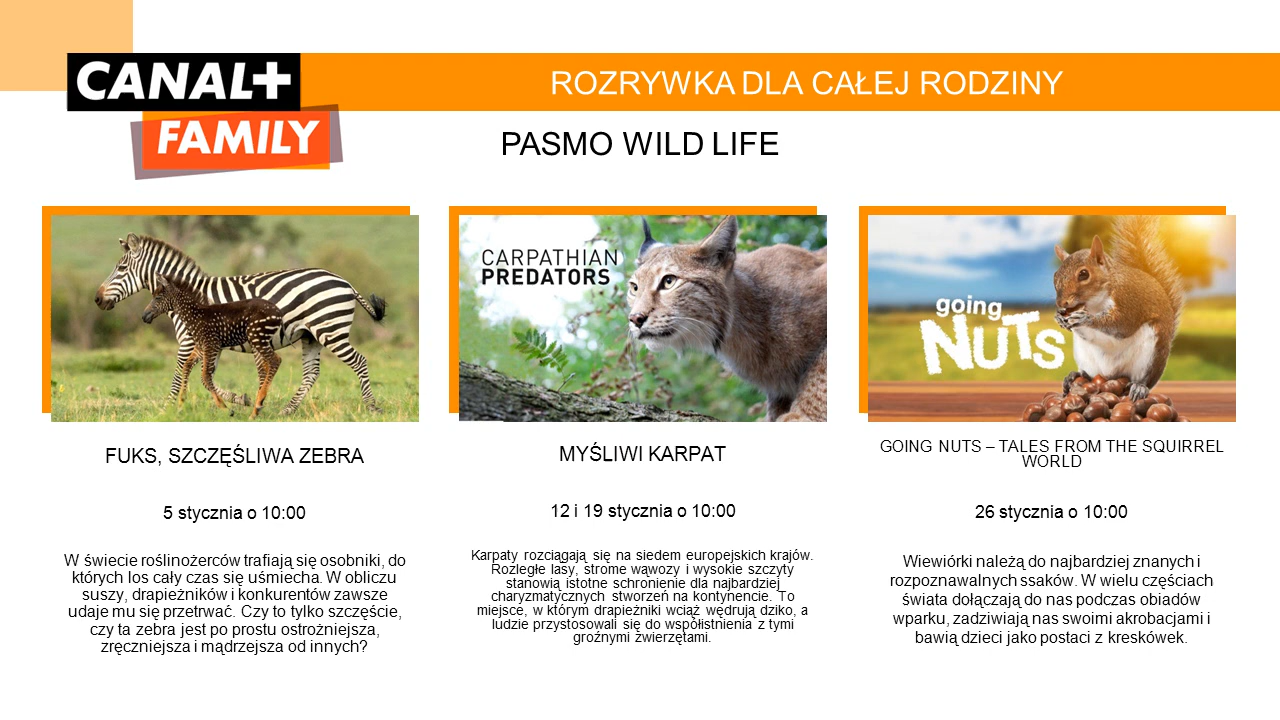 CANAL+
FAMILY
ROZRYWKA DLA CAŁEJ RODZINY
PASMO WILD LIFE
CARPATHIAN
PREDATORS
going
NUTS
FUKS, SZCZĘŚLIWA ZEBRA
5 stycznia o 10:00
W świecie roślinożerców trafiają się osobniki, do
których los cały czas się uśmiecha. W obliczu
suszy, drapieżników i konkurentów zawsze
udaje mu się przetrwać. Czy to tylko szczęście,
czy ta zebra jest po prostu ostrożniejsza,
zręczniejsza i mądrzejsza od innych?
MYŚLIWI KARPAT
12 i 19 stycznia o 10:00
Karpaty rozciągają się na siedem europejskich krajów.
Rozległe lasy, strome wąwozy i wysokie szczyty
stanowią istotne schronienie dla najbardziej
charyzmatycznych stworzeń na kontynencie. To
miejsce, w którym drapieżniki wciąż wędrują dziko, a
ludzie przystosowali się do współistnienia z tymi
groźnymi zwierzętami.
GOING NUTS – TALES FROM THE SQUIRREL
WORLD
26 stycznia o 10:00
Wiewiórki należą do najbardziej znanych i
rozpoznawalnych ssaków. W wielu częściach
świata dołączają do nas podczas obiadów
wparku, zadziwiają nas swoimi akrobacjami i
bawią dzieci jako postaci z kreskówek.